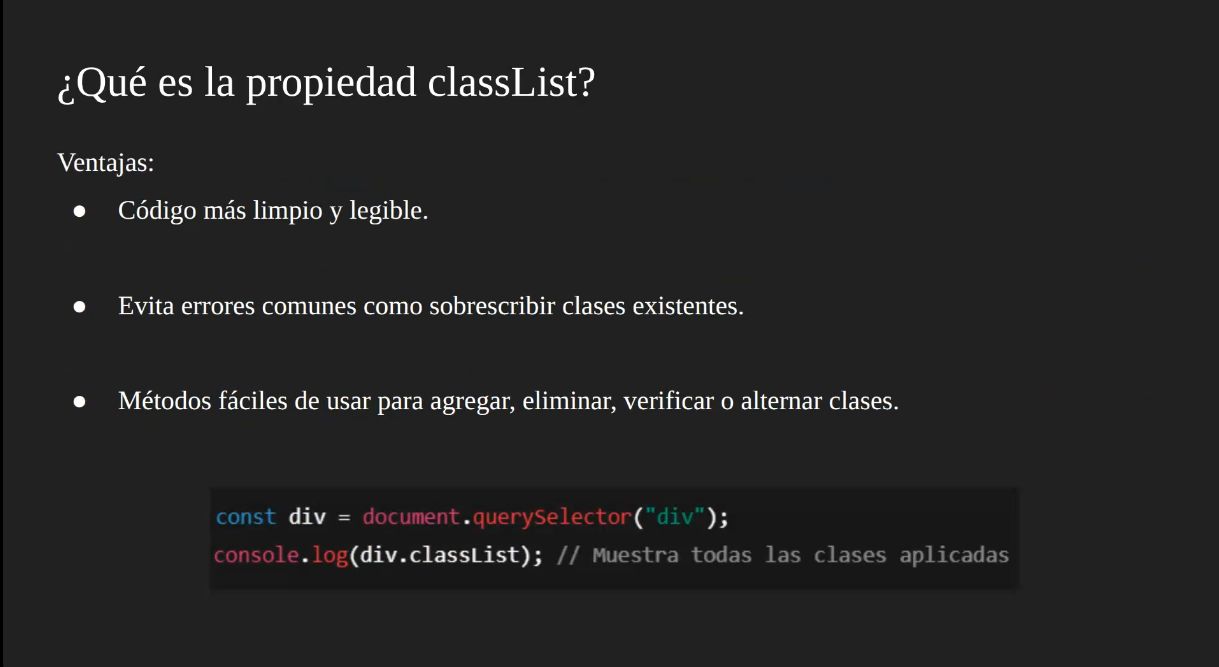 ¿Qué es la propiedad classList?
Ventajas:
● Código más limpio y legible.
● Evita errores comunes como sobrescribir clases existentes.
● Métodos fáciles de usar para agregar, eliminar, verificar o alternar clases.
const div = document.querySelector("div");
console.log(div.classList); // Muestra todas las clases aplicadas